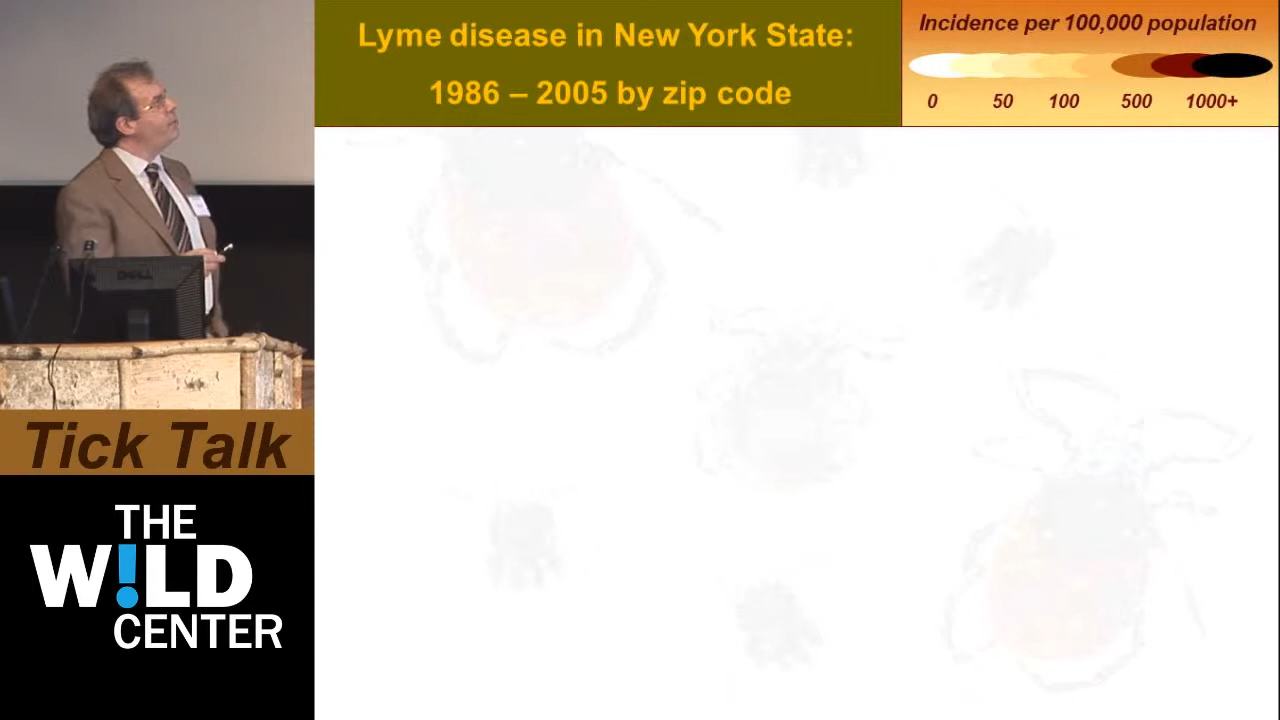 Lyme disease in New York State:
1986 – 2005 by zip code
Incidence per 100,000 population
0 50 100 500 1000+
DELL
Tick Talk
THE
W!LD
CENTER